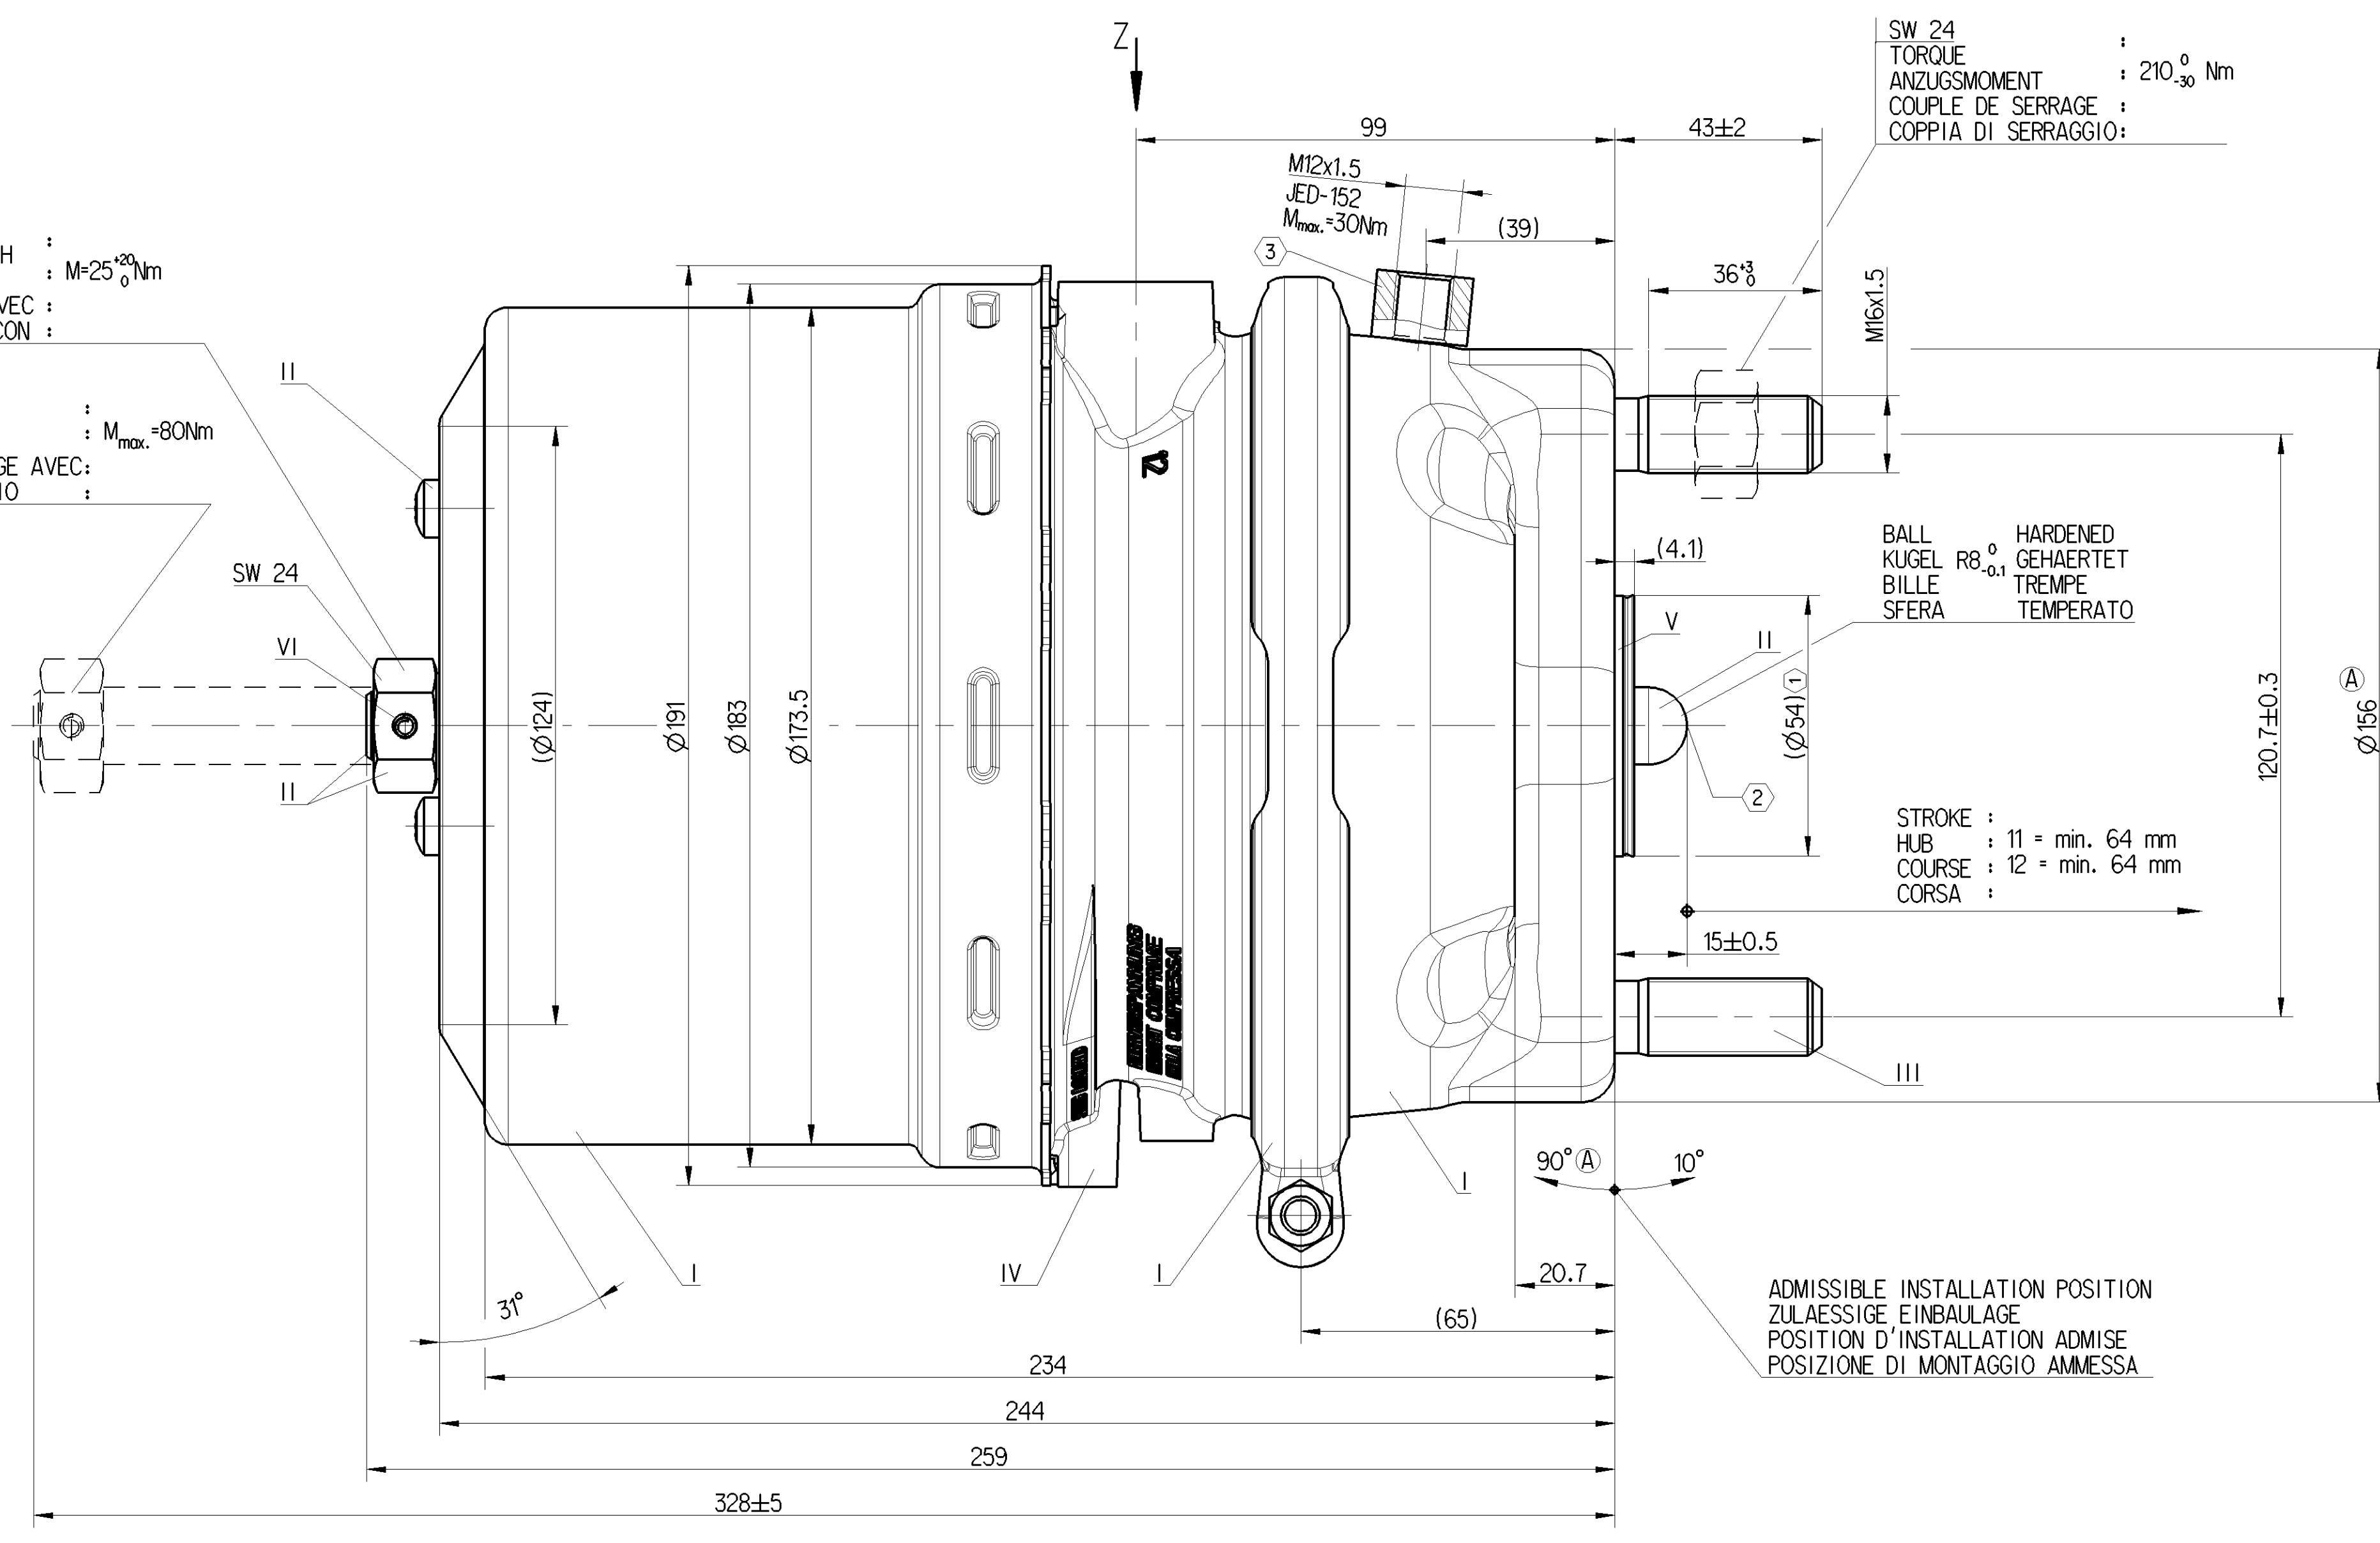 Z
SW 24 :
TORQUE
ANZUGSMOMENT : 210 0 -30 Nm
COUPLE DE SERRAGE :
COPPIA DI SERRAGGIO:
99
43±2
M12x1.5
JED-152
Mmax.=30Nm
(39)
3
36 +3 0
M16x1.5
:
H : M=25 +20 0 Nm
VEC :
CON :
II
:
: Mmax.=80Nm
GE AVEC:
IO :
SW 24
VI
II
12
(Ø124)
Ø191
Ø183
Ø173.5
(4.1)
BALL HARDENED
KUGEL R8 0 -0.1 GEHAERTET
BILLE TREMPE
SFERA TEMPERATO
V
II
(Ø54) 1
2
120.7±0.3
A
Ø156
STROKE :
HUB : 11 = min. 64 mm
COURSE : 12 = min. 64 mm
CORSA :
15±0.5
III
90° A 10°
I
I
IV
I
31°
20.7
(65)
ADMISSIBLE INSTALLATION POSITION
ZULAESSIGE EINBAULAGE
POSITION D'INSTALLATION ADMISE
POSIZIONE DI MONTAGGIO AMMESSA
234
244
259
328±5